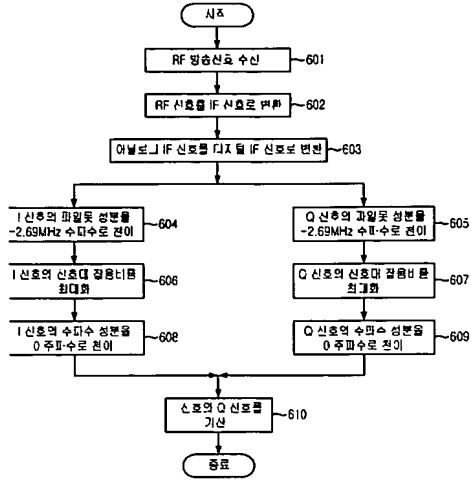 시작
RF 방송신호 수신
601
RF 신호를 IF 신호로 변환
602
아날로그 IF 신호를 디지털 IF 신호로 변환
603
I 신호의 파일롯 성분을
-2.69MHz 주파수로 천이
604
Q 신호의 파일롯 성분을
-2.69MHz 주파수로 천이
605
I 신호의 신호대 잡음비를
최대화
606
Q 신호의 신호대 잡음비를
최대화
607
I 신호의 주파수 성분을
0 주파수로 천이
608
Q 신호의 주파수 성분을
0 주파수로 천이
609
신호의 Q 신호를
가산
610
종료